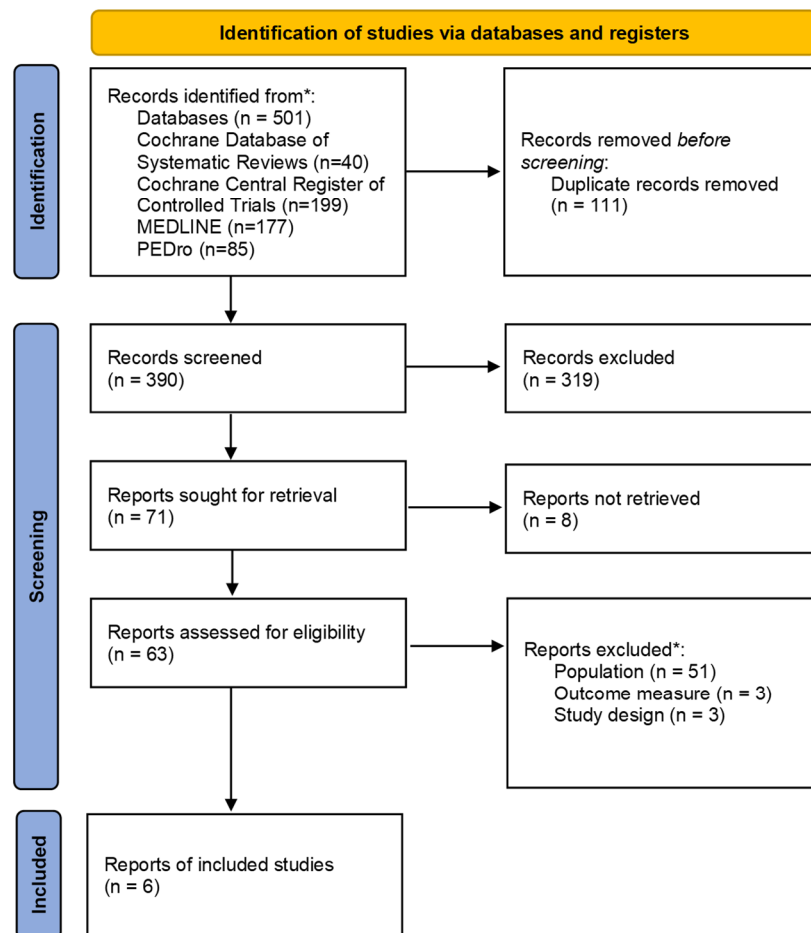 Identification of studies via databases and registers
Identification
Records identified from*:
Databases (n = 501)
Cochrane Database of
Systematic Reviews (n=40)
Cochrane Central Register of
Controlled Trials (n=199)
MEDLINE (n=177)
PEDro (n=85)
Records removed before
screening:
Duplicate records removed
(n = 111)
Screening
Records screened
(n = 390)
Records excluded
(n = 319)
Reports sought for retrieval
(n = 71)
Reports not retrieved
(n = 8)
Reports assessed for eligibility
(n = 63)
Reports excluded*:
Population (n = 51)
Outcome measure (n = 3)
Study design (n = 3)
Included
Reports of included studies
(n = 6)